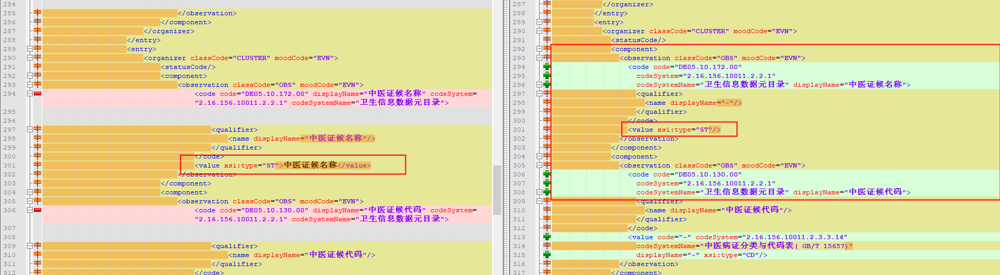 284
285 </observation>
286 </component>
287 </organizer>
288 </entry>
289 <entry>
290 <organizer classCode="CLUSTER" moodCode="EVN">
291 <statusCode/>
292 <component>
293 <observation classCode="OBS" moodCode="EVN">
294 <code code="DE05.10.172.00" displayName="中医证候名称" codeSystem=
"2.16.156.10011.2.2.1" codeSystemName="卫生信息数据元目录">
295
296
297 <qualifier>
298 <name displayName="中医证候名称"/>
299 </qualifier>
300 </code>
301 <value xsi:type="ST">中医证候名称</value>
302 </observation>
303 </component>
304 <component>
305 <observation classCode="OBS" moodCode="EVN">
306 <code code="DE05.10.130.00" displayName="中医证候代码" codeSystem=
"2.16.156.10011.2.2.1" codeSystemName="卫生信息数据元目录">
307
308
309 <qualifier>
310 <name displayName="中医证候代码"/>
311 </qualifier>
312 </code>
287 </organizer>
288 </entry>
289 <entry>
290 <organizer classCode="CLUSTER" moodCode="EVN">
291 <statusCode/>
292 <component>
293 <observation classCode="OBS" moodCode="EVN">
294 <code code="DE05.10.172.00"
295 codeSystem="2.16.156.10011.2.2.1"
296 codeSystemName="卫生信息数据元目录" displayName="中医证候名称">
297 <qualifier>
298 <name displayName="-"/>
299 </qualifier>
300 </code>
301 <value xsi:type="ST"/>
302 </observation>
303 </component>
304 <component>
305 <observation classCode="OBS" moodCode="EVN">
306 <code code="DE05.10.130.00"
307 codeSystem="2.16.156.10011.2.2.1"
308 codeSystemName="卫生信息数据元目录" displayName="中医证候代码">
309 <qualifier>
310 <name displayName="中医证候代码"/>
311 </qualifier>
312 </code>
313 <value code="-" codeSystem="2.16.156.10011.2.3.3.14"
314 codeSystemName="中医病证分类与代码表( GB/T 15657)"
315 displayName="-" xsi:type="CD"/>
316 </observation>
317 </component>